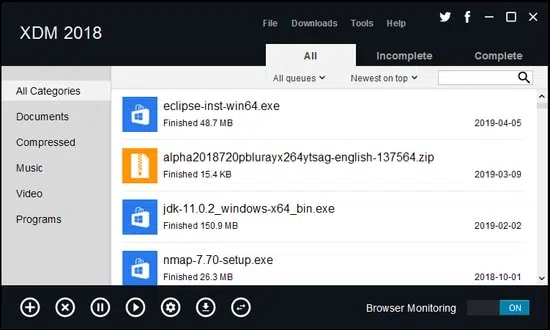 XDM 2018
File Downloads Tools Help
All Incomplete Complete
All queues Newest on top
All Categories
Documents
Compressed
Music
Video
Programs
eclipse-inst-win64.exe
Finished 48.7 MB 2019-04-05
alpha2018720pblurayx264ytsag-english-137564.zip
Finished 15.4 KB 2019-03-09
jdk-11.0.2_windows-x64_bin.exe
Finished 150.9 MB 2019-02-02
nmap-7.70-setup.exe
Finished 26.3 MB 2018-10-01
Browser Monitoring ON